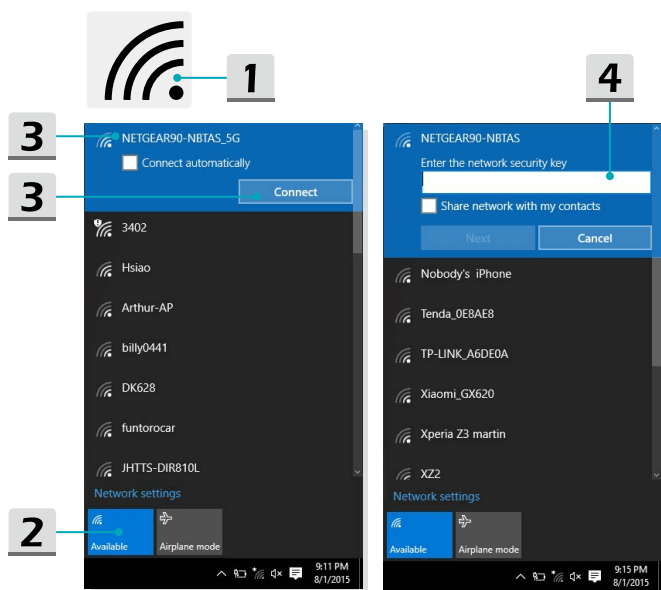 1
3
NETGEAR90-NBTAS_5G
Connect automatically
3
Connect
3402
Hsiao
Arthur-AP
billy0441
DK628
funtorocar
JHTTS-DIR810L
Network settings
2
Available
Airplane mode
9:11 PM
8/1/2015
4
NETGEAR90-NBTAS
Enter the network security key
Share network with my contacts
Next
Cancel
Nobody's iPhone
Tenda_0E8AE8
TP-LINK_A6DE0A
Xiaomi_GX620
Xperia Z3 martin
XZ2
Network settings
Available
Airplane mode
9:15 PM
8/1/2015